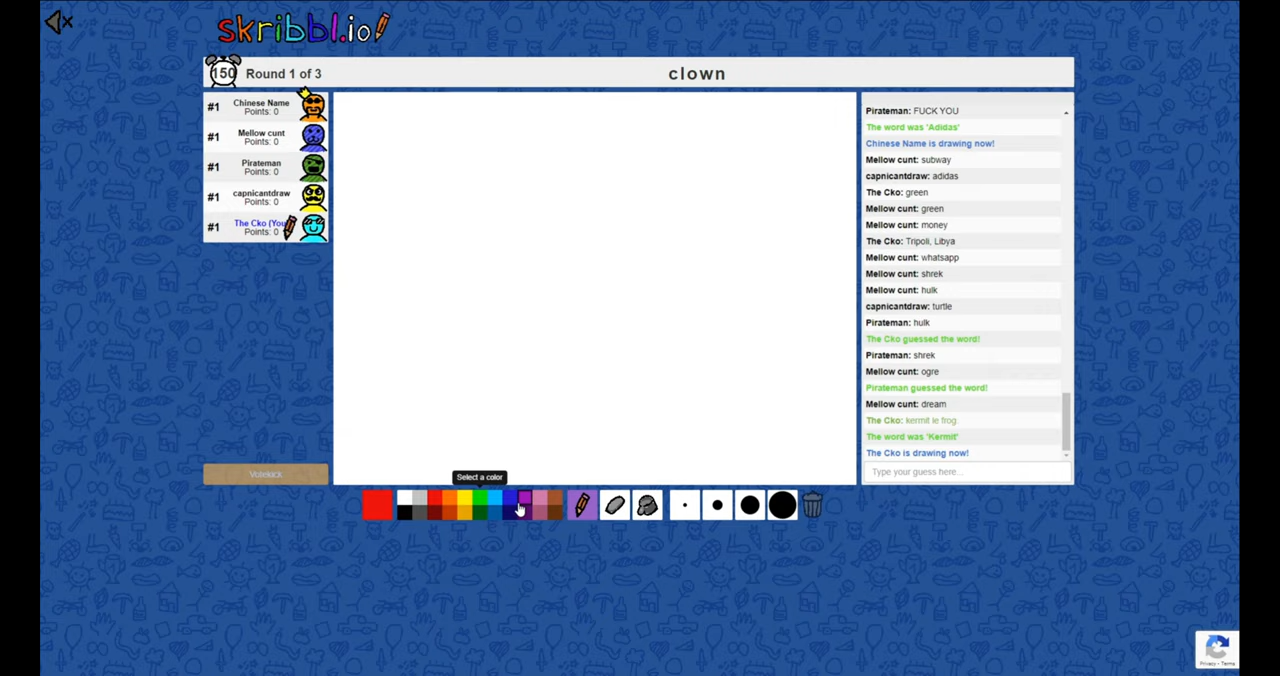 skribbl.io
150
Round 1 of 3
clown
#1
Chinese Name
Points: 0
#1
Mellow cunt
Points: 0
#1
Pirateman
Points: 0
#1
capnicantdraw
Points: 0
#1
The Cko (You
Points: 0
Votekick
Pirateman: FUCK YOU
The word was 'Adidas'
Chinese Name is drawing now!
Mellow cunt: subway
capnicantdraw: adidas
The Cko: green
Mellow cunt: green
Mellow cunt: money
The Cko: Tripoli, Libya
Mellow cunt: whatsapp
Mellow cunt: shrek
Mellow cunt: hulk
capnicantdraw: turtle
Pirateman: hulk
The Cko guessed the word!
Pirateman: shrek
Mellow cunt: ogre
Pirateman guessed the word!
Mellow cunt: dream
The Cko: kermit le frog
The word was 'Kermit'
The Cko is drawing now!
Type your guess here...
Select a color
Privacy - Terms